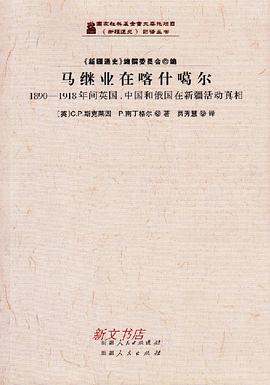 国家社科基金特大委托项目
《新疆通史》翻译丛书
《新疆通史》编撰委员会◎编
马继业在喀什噶尔
1890—1918年间英国、中国和俄国在新疆活动真相
[英]C.P.斯克莱因 P.南丁格尔◎著 贾秀慧◎译
新文书店
新疆人民出版社
新疆人民出版社